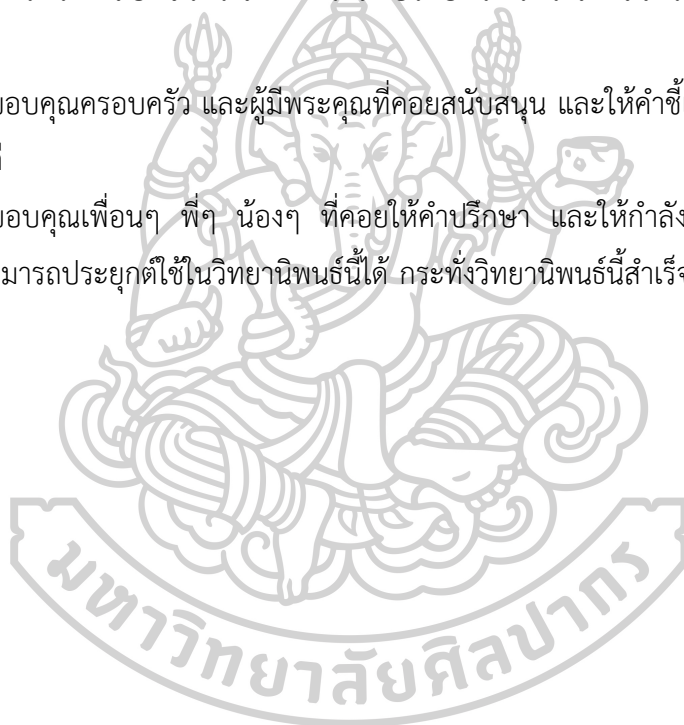 อบคุณครอบครัว และผู้มีพระคุณที่คอยสนับสนุน และให้คำชี้
อบคุณเพื่อนๆ พี่ๆ น้องๆ ที่คอยให้คำปรึกษา และให้กำลัง
มารถประยุกต์ใช้ในวิทยานิพนธ์นี้ได้ กระทั่งวิทยานิพนธ์นี้สำเร็จ
มหาวิทยาลัยศิลปากร